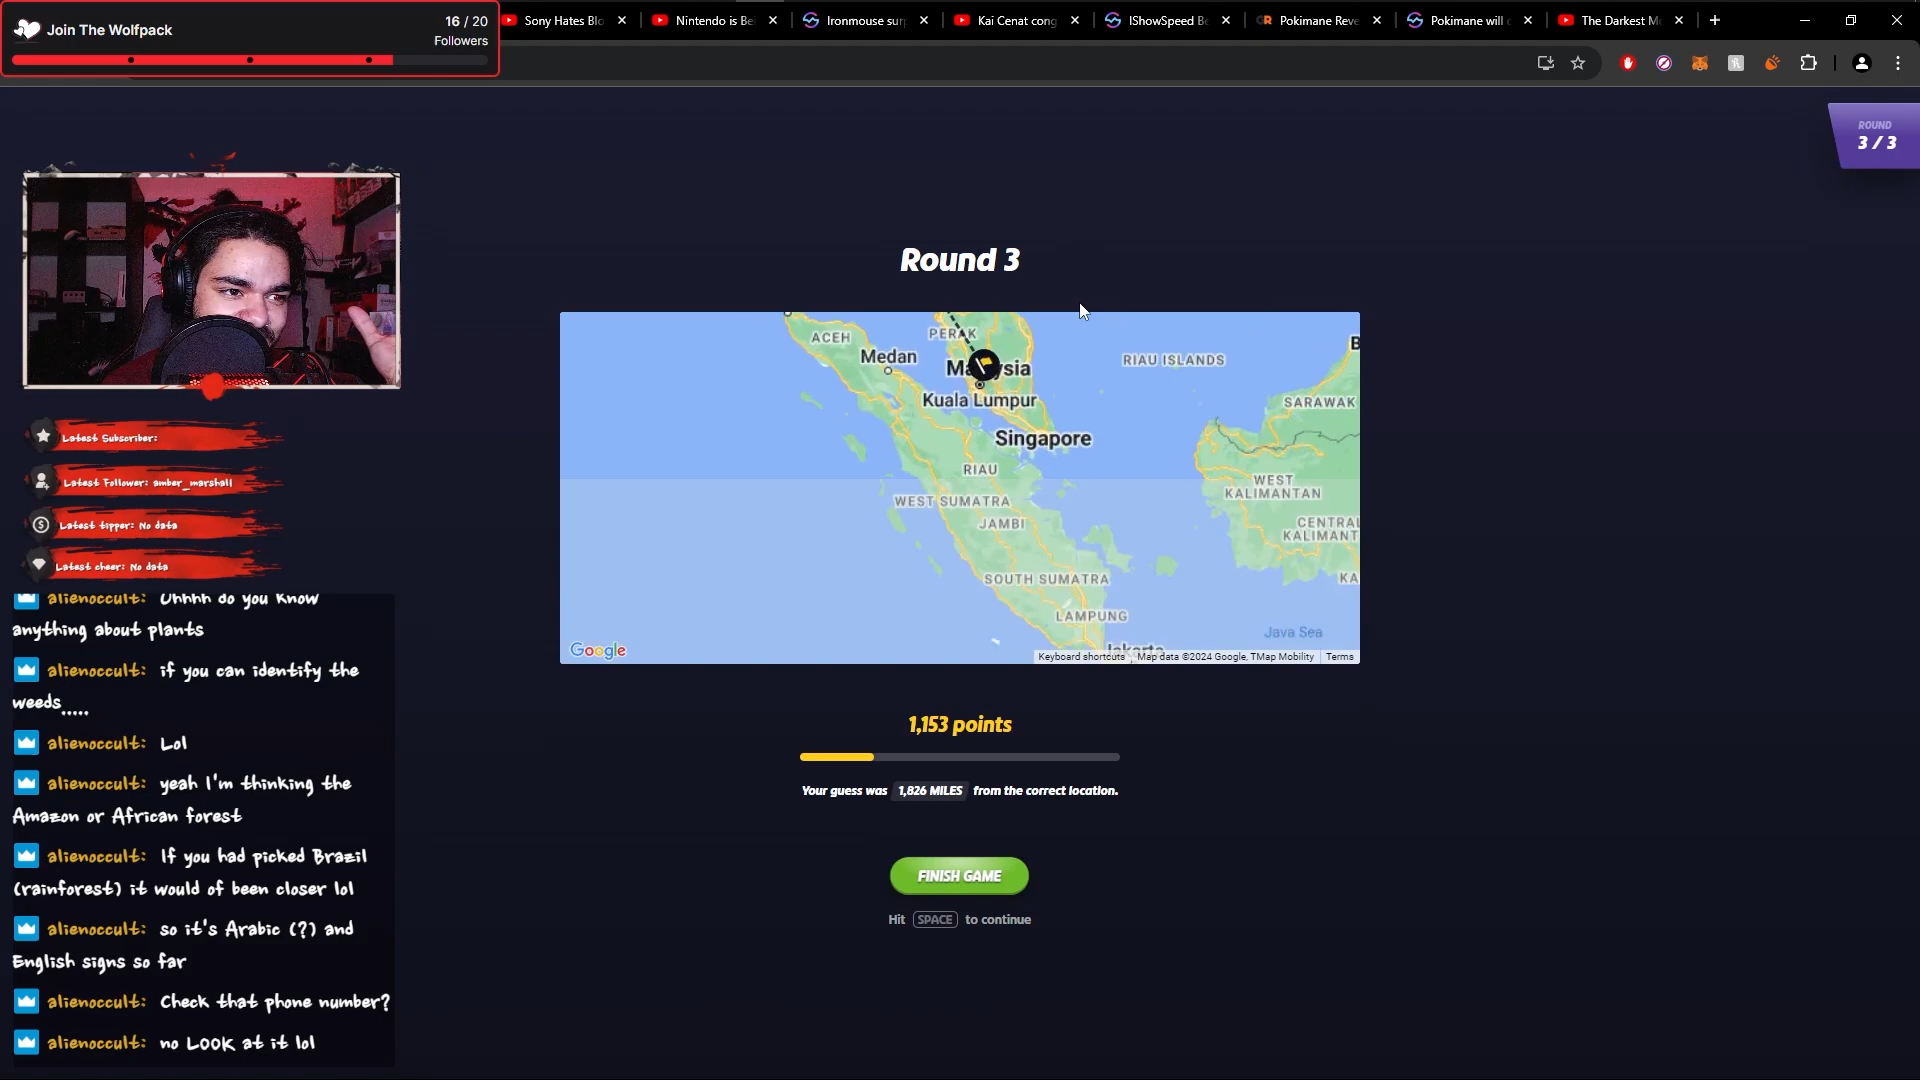 Join The Wolfpack
16 / 20
Followers
Sony Hates Blo
Nintendo is Bei
Ironmouse sur
Kai Cenat cong
IShowSpeed Be
Pokimane Reve
Pokimane will
The Darkest M
ROUND
3 / 3
Round 3
ACEH
PERAK
Medan
Malaysia
RIAU ISLANDS
Kuala Lumpur
SARAWAK
Singapore
RIAU
WEST
KALIMANTAN
WEST SUMATRA
JAMBI
CENTRAL
KALIMANT
SOUTH SUMATRA
KA
LAMPUNG
Java Sea
Jakarta
Google
Keyboard shortcuts
Map data ©2024 Google, TMap Mobility
Terms
1,153 points
Your guess was 1,826 MILES from the correct location.
FINISH GAME
Hit SPACE to continue
Latest Subscriber:
Latest Follower: amber_marshall
Latest tipper: No data
Latest cheer: No data
alienoccult: Uhhhh do you know
anything about plants
alienoccult: if you can identify the
weeds.....
alienoccult: Lol
alienoccult: yeah I'm thinking the
Amazon or African forest
alienoccult: If you had picked Brazil
(rainforest) it would of been closer lol
alienoccult: so it's Arabic (?) and
English signs so far
alienoccult: Check that phone number?
alienoccult: no LOOK at it lol